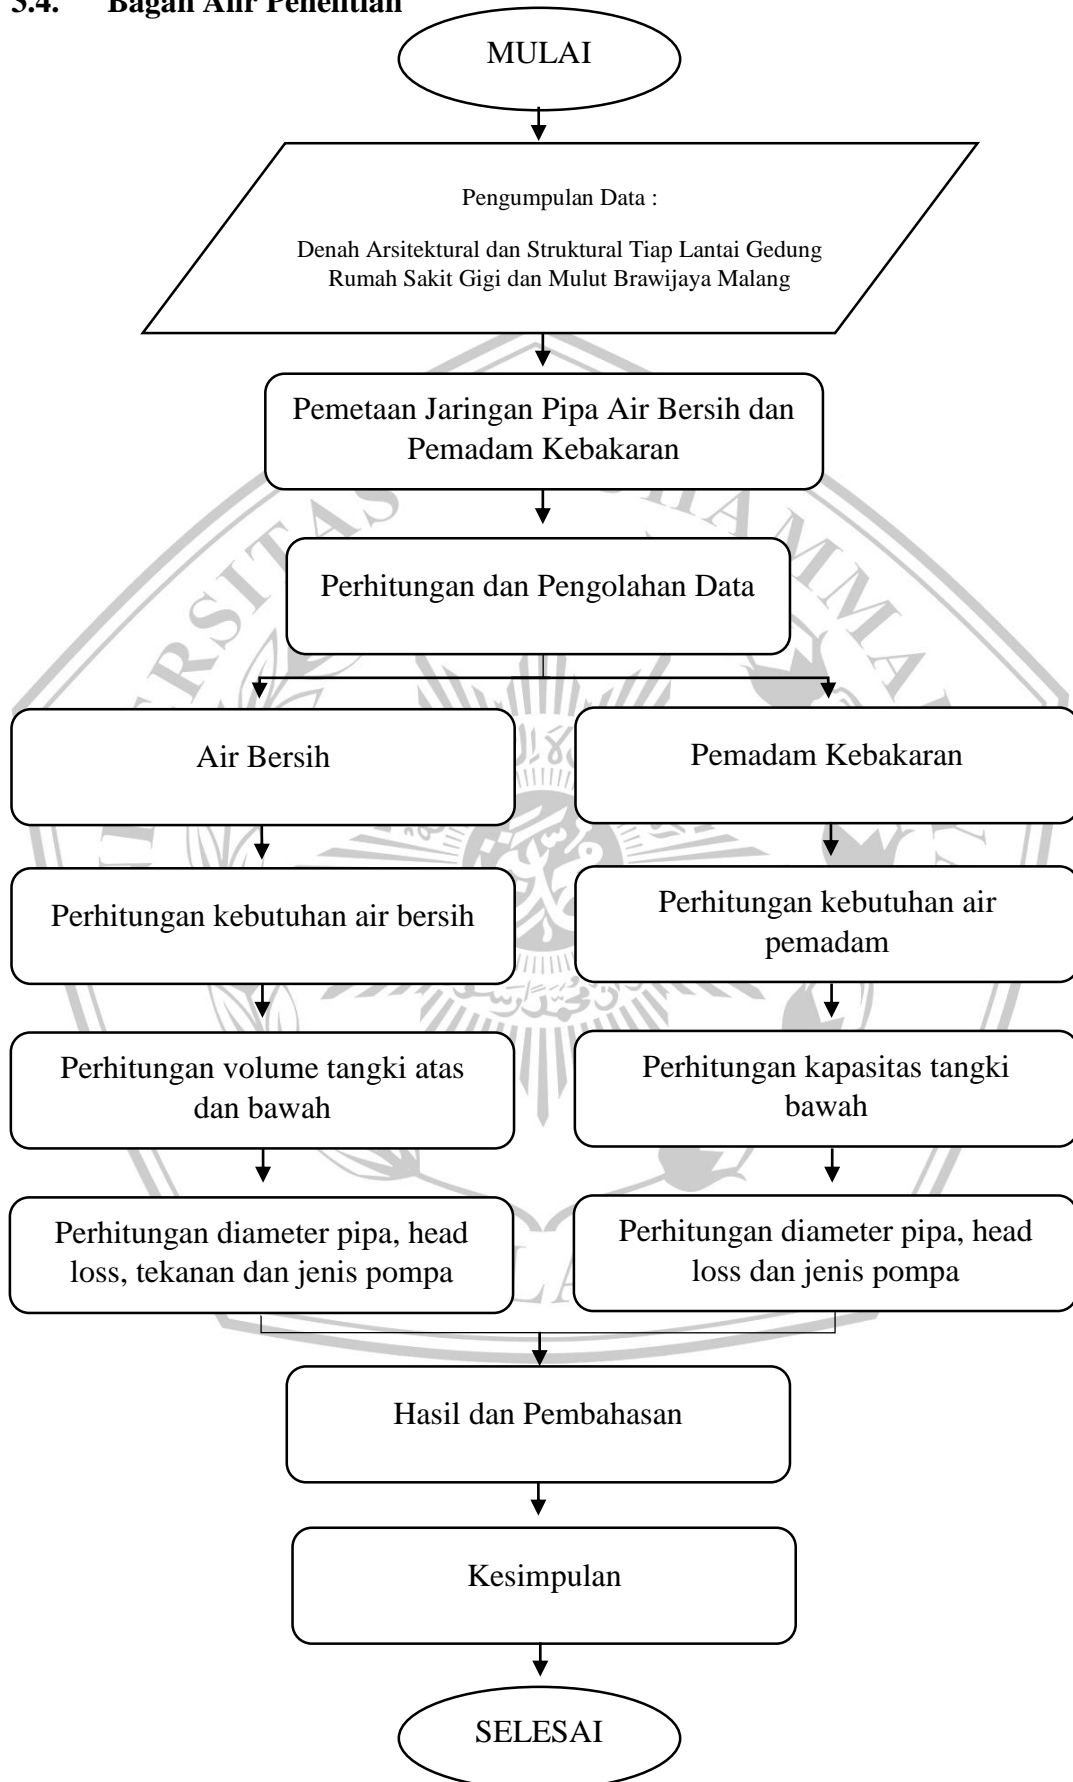 3.4. Bagan Alir Penelitian
MULAI
Pengumpulan Data :
Denah Arsitektural dan Struktural Tiap Lantai Gedung
Rumah Sakit Gigi dan Mulut Brawijaya Malang
Pemetaan Jaringan Pipa Air Bersih dan
Pemadam Kebakaran
Perhitungan dan Pengolahan Data
Air Bersih
Pemadam Kebakaran
Perhitungan kebutuhan air bersih
Perhitungan kebutuhan air
pemadam
Perhitungan volume tangki atas
dan bawah
Perhitungan kapasitas tangki
bawah
Perhitungan diameter pipa, head
loss, tekanan dan jenis pompa
Perhitungan diameter pipa, head
loss dan jenis pompa
Hasil dan Pembahasan
Kesimpulan
SELESAI